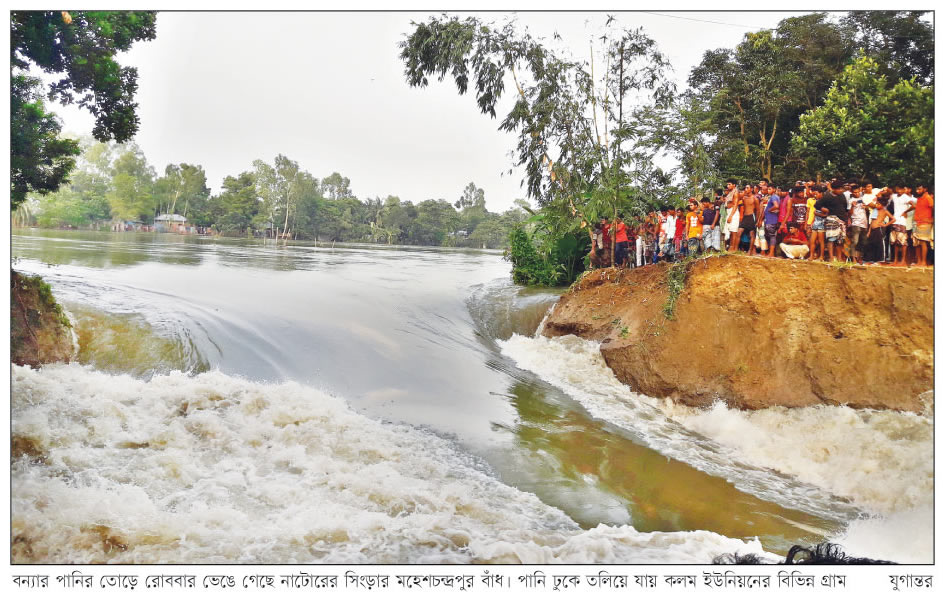 বন্যার পানির তোড়ে রোববার ভেঙে গেছে নাটোরের সিংড়ার মহেশচন্দ্রপুর বাঁধ। পানি ঢুকে তলিয়ে যায় কলম ইউনিয়নের বিভিন্ন গ্রাম যুগান্তর